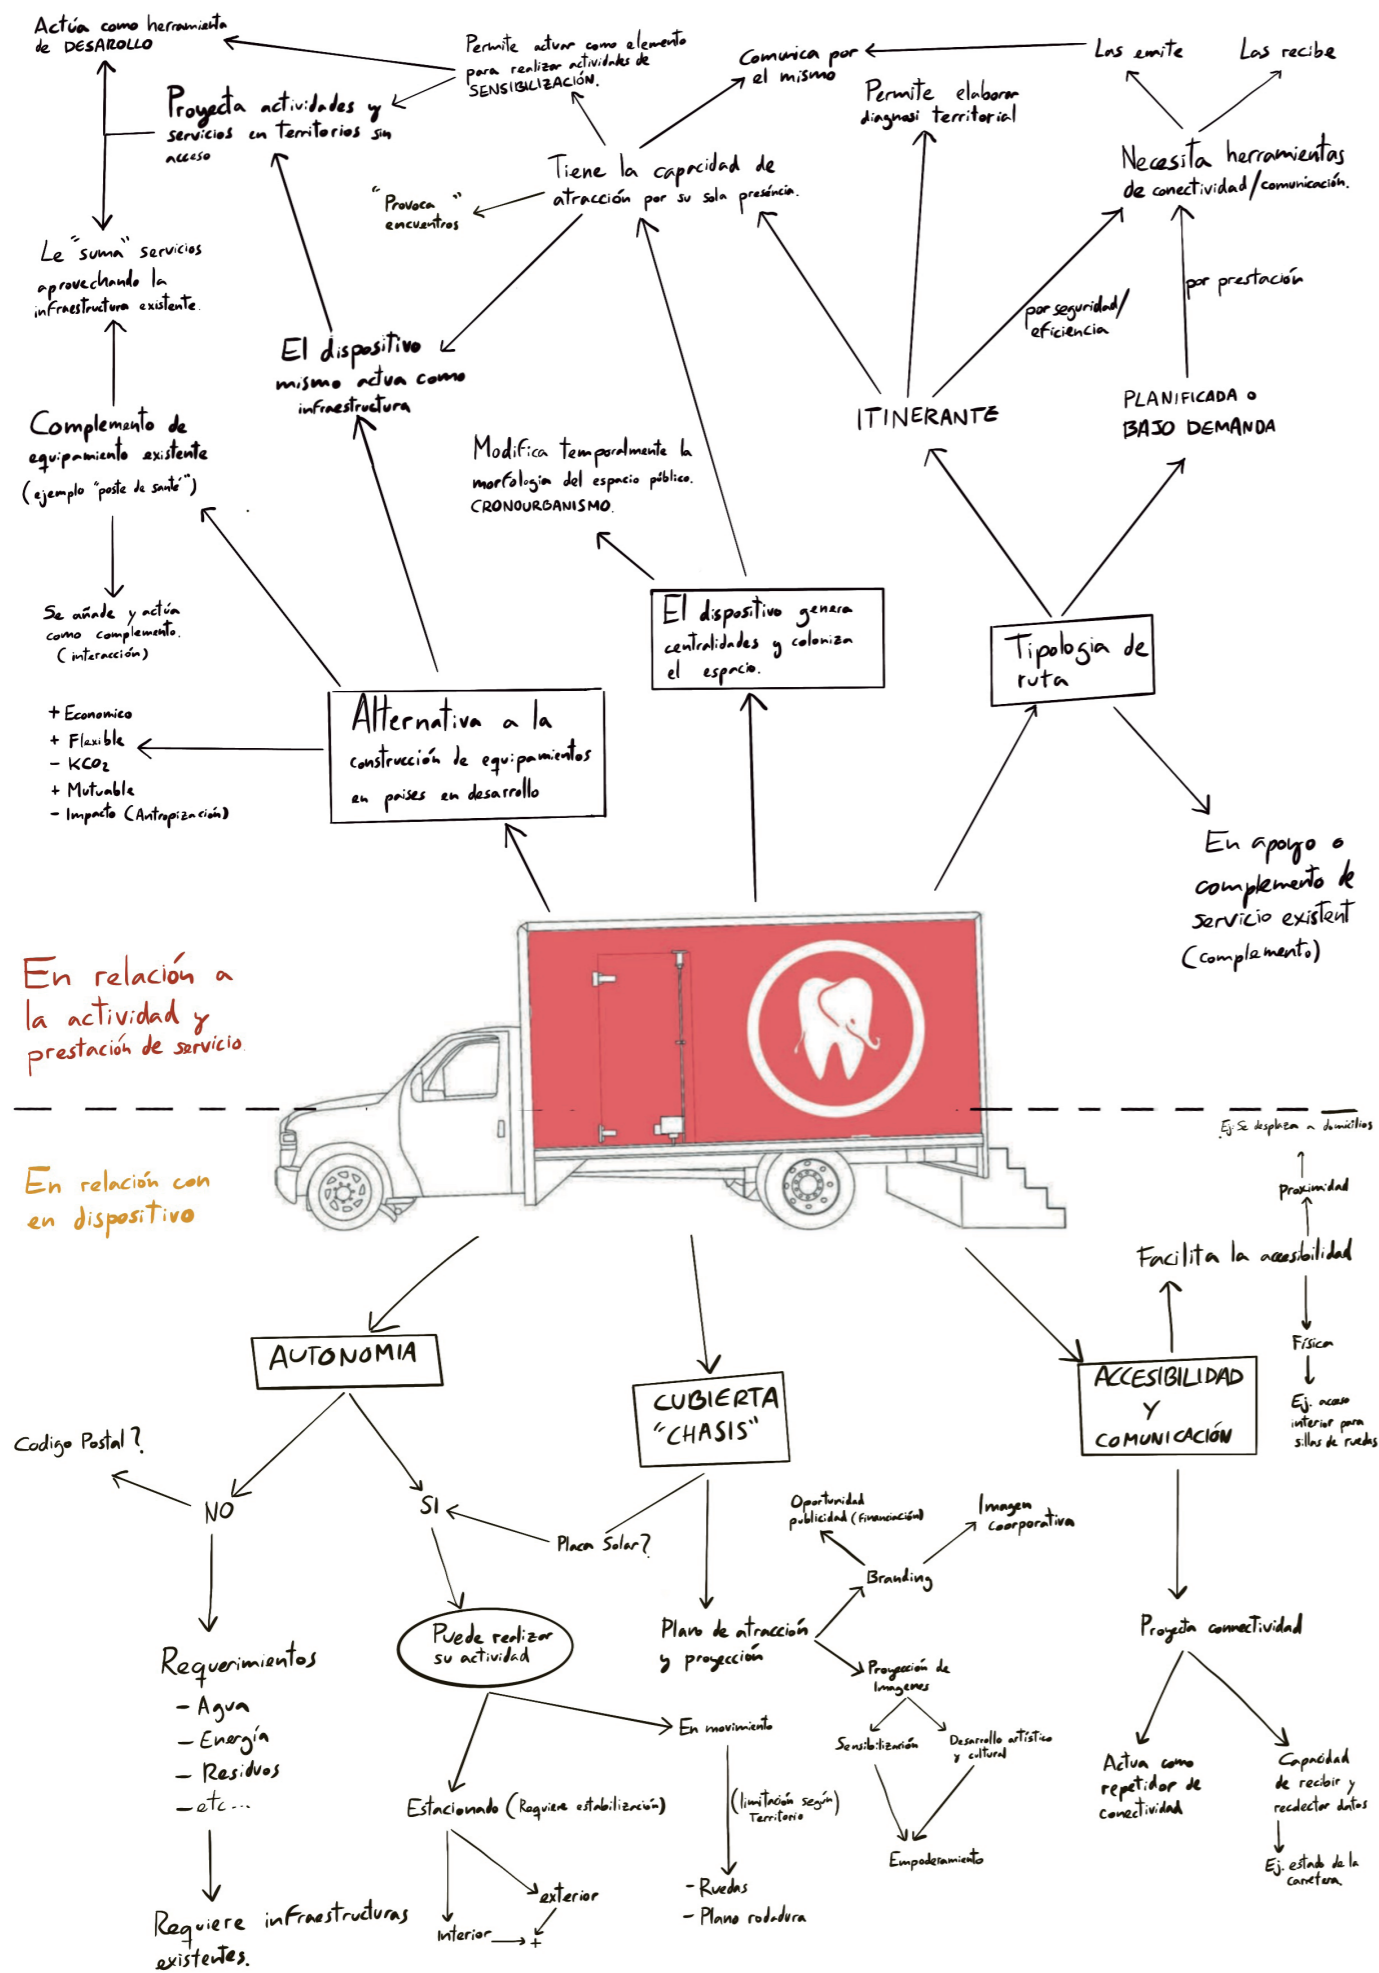 Actúa como herramienta
de DESAROLLO
Permite actuar como elemento
para realizar actividades de
SENSIBILIZACIÓN.
Comunica por
el mismo
Las emite
Las recibe
Proyecta actividades y
servicios en territorios sin
acceso
Permite elaborar
diagnosi territorial
Tiene la capacidad de
atracción por su sola preséncia.
Necesita herramientas
de conectividad/comunicación.
"Provoca"
encuentros
Le "suma" servicios
aprovechando la
infraestructura existente.
por seguridad/
eficiencia
por prestación
El dispositivo
mismo actua como
infraestructura
Complemento de
equipamiento existente
(ejemplo "poste de santé")
Modifica temporalmente la
morfologia del espacio público.
CRONOURBANISMO.
ITINERANTE
PLANIFICADA o
BAJO DEMANDA
Se añade y actúa
como complemento.
(interacción)
El dispositivo genera
centralidades y coloniza
el espacio.
Tipologia de
ruta
+ Economico
+ Flexible
- KCO2
+ Mutuable
- Impacto (Antropización)
Alternativa a la
construcción de equipamientos
en paises en desarrollo
En apoyo o
complemento de
servicio existent
(complemento)
En relación a
la actividad y
prestación de servicio.
Ej: Se desplaza a domicilios
En relación con
en dispositivo
Proximidad
Facilita la accesibilidad
Física
Ej. acceso
interior para
sillas de ruedas
AUTONOMIA
CUBIERTA
"CHASIS"
ACCESIBILIDAD
Y
COMUNICACIÓN
Codigo Postal?
NO
SI
Placa Solar?
Oportunidad
publicidad (financiación)
Imagen
coorporativa
Branding
Requerimientos
- Agua
- Energía
- Residuos
- etc...
Puede realizar
su actividad
Plano de atracción
y proyección
Proyección de
Imagenes
Proyecta connectividad
En movimiento
Sensibilización
Desarrollo artístico
y cultural
Actua como
repetidor de
conectividad
Capacidad
de recibir y
recolectar datos
Estacionado (Requiere estabilización)
(limitación según
Territorio)
Empoderamiento
Ej. estado de la
carretera.
- Ruedas
- Plano rodadura
exterior
Interior
+
Requiere infraestructuras
existentes.